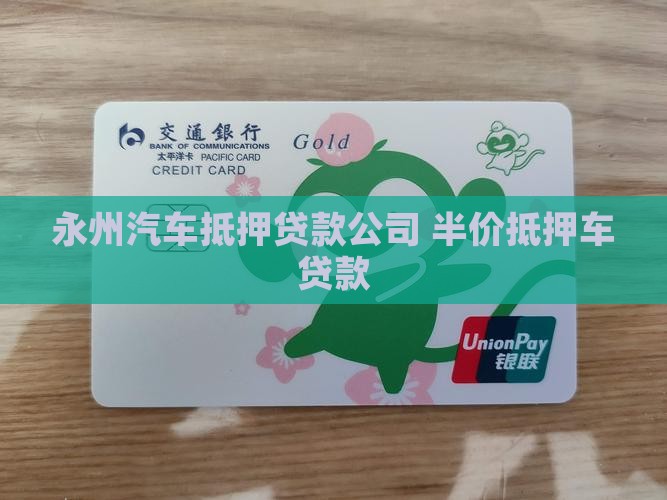 交通銀行
BANK OF COMMUNICATIONS
太平洋卡 PACIFIC CARD
CREDIT CARD
Gold
永州汽车抵押贷款公司 半价抵押车
贷款
UnionPay
银联